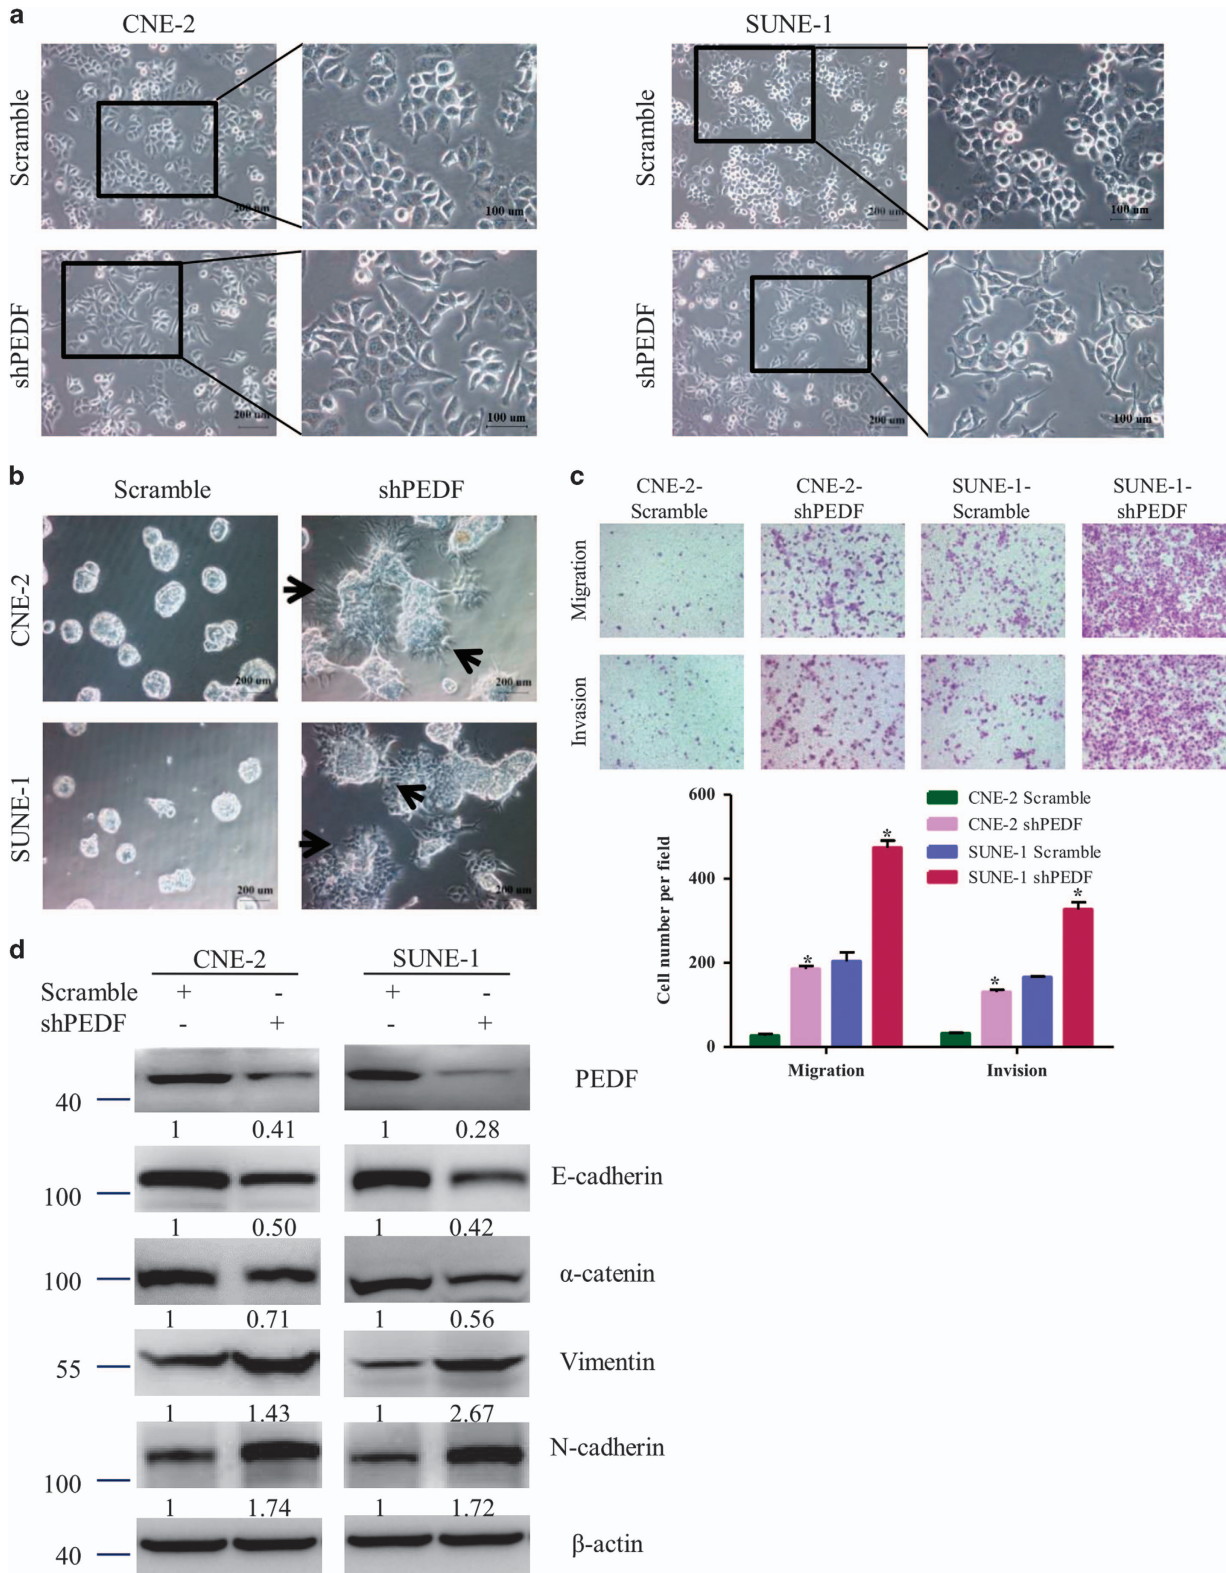 a
CNE-2
SUNE-1
Scramble
200 um
100 um
Scramble
200 um
100 um
shPEDF
200 um
100 um
shPEDF
200 um
100 um
b
Scramble
shPEDF
CNE-2
200 um
200 um
SUNE-1
200 um
200 um
c
CNE-2-
Scramble
CNE-2-
shPEDF
SUNE-1-
Scramble
SUNE-1-
shPEDF
Migration
Invasion
Cell number per field
600
400
200
0
CNE-2 Scramble
CNE-2 shPEDF
SUNE-1 Scramble
SUNE-1 shPEDF
*
*
*
*
Migration
Invision
d
CNE-2
SUNE-1
Scramble + - + -
shPEDF - + - +
40
PEDF
1 0.41 1 0.28
100
E-cadherin
1 0.50 1 0.42
100
α-catenin
1 0.71 1 0.56
55
Vimentin
1 1.43 1 2.67
100
N-cadherin
1 1.74 1 1.72
40
β-actin